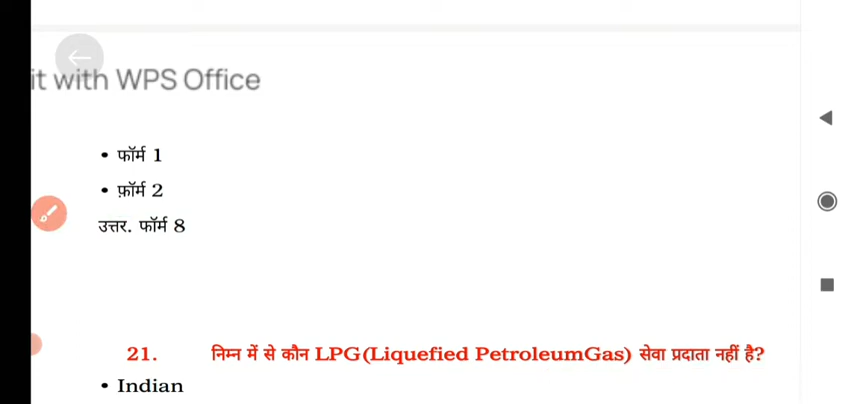 it with WPS Office
• फॉर्म 1
• फ़ॉर्म 2
उत्तर. फॉर्म 8
21. निम्न में से कौन LPG(Liquefied PetroleumGas) सेवा प्रदाता नहीं है?
• Indian